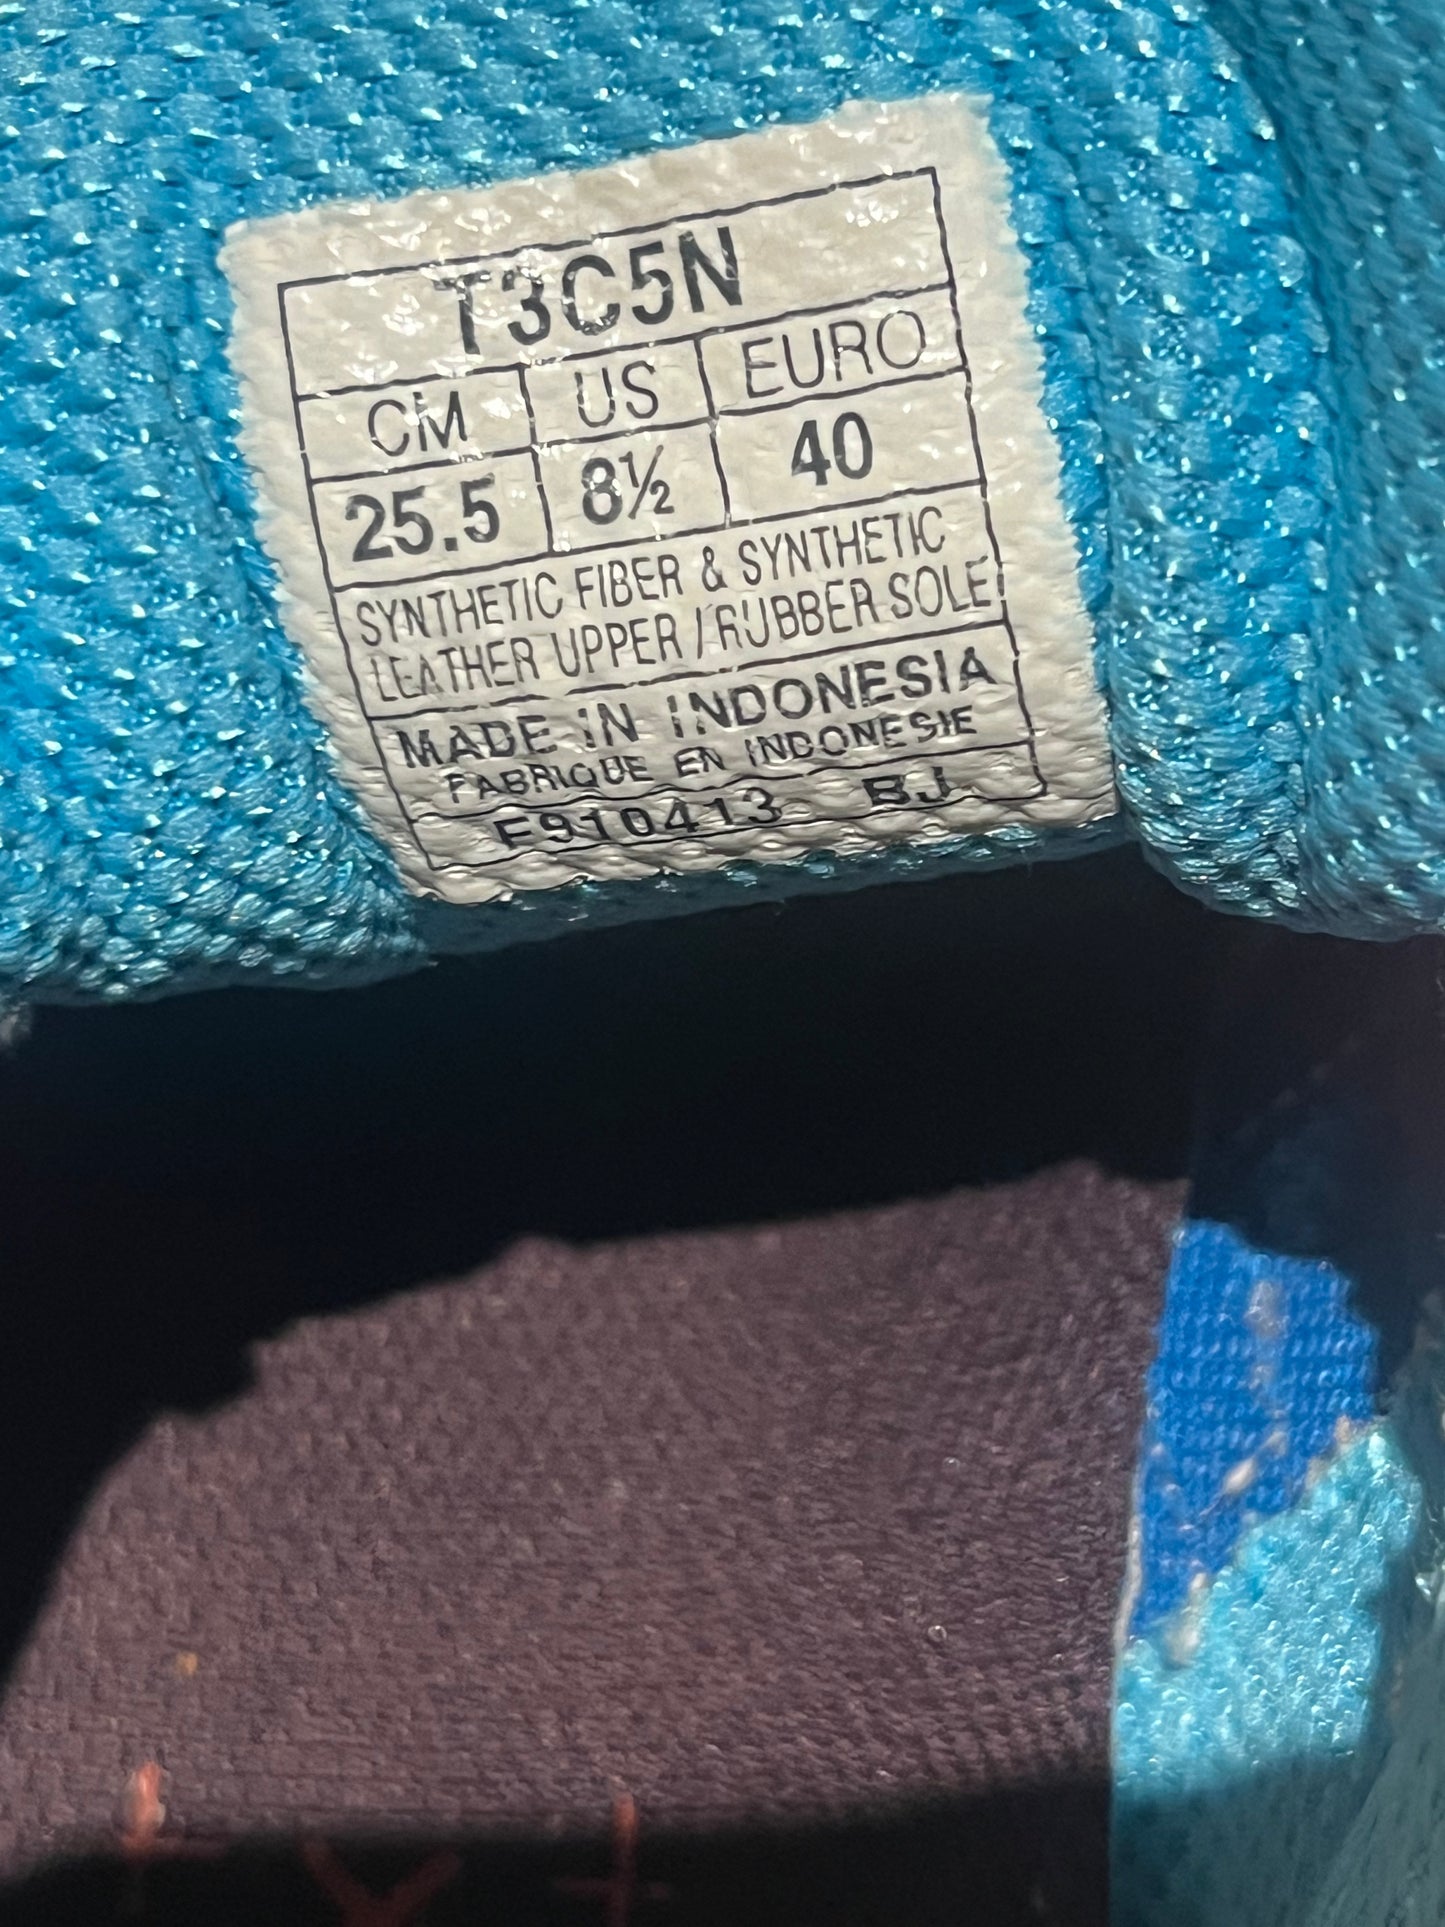 T3C5N
CM US EURO
25.5 8½ 40
SYNTHETIC FIBER & SYNTHETIC
LEATHER UPPER / RUBBER SOLE
MADE IN INDONESIA
FABRIQUE EN INDONESIE
F910413 BJ